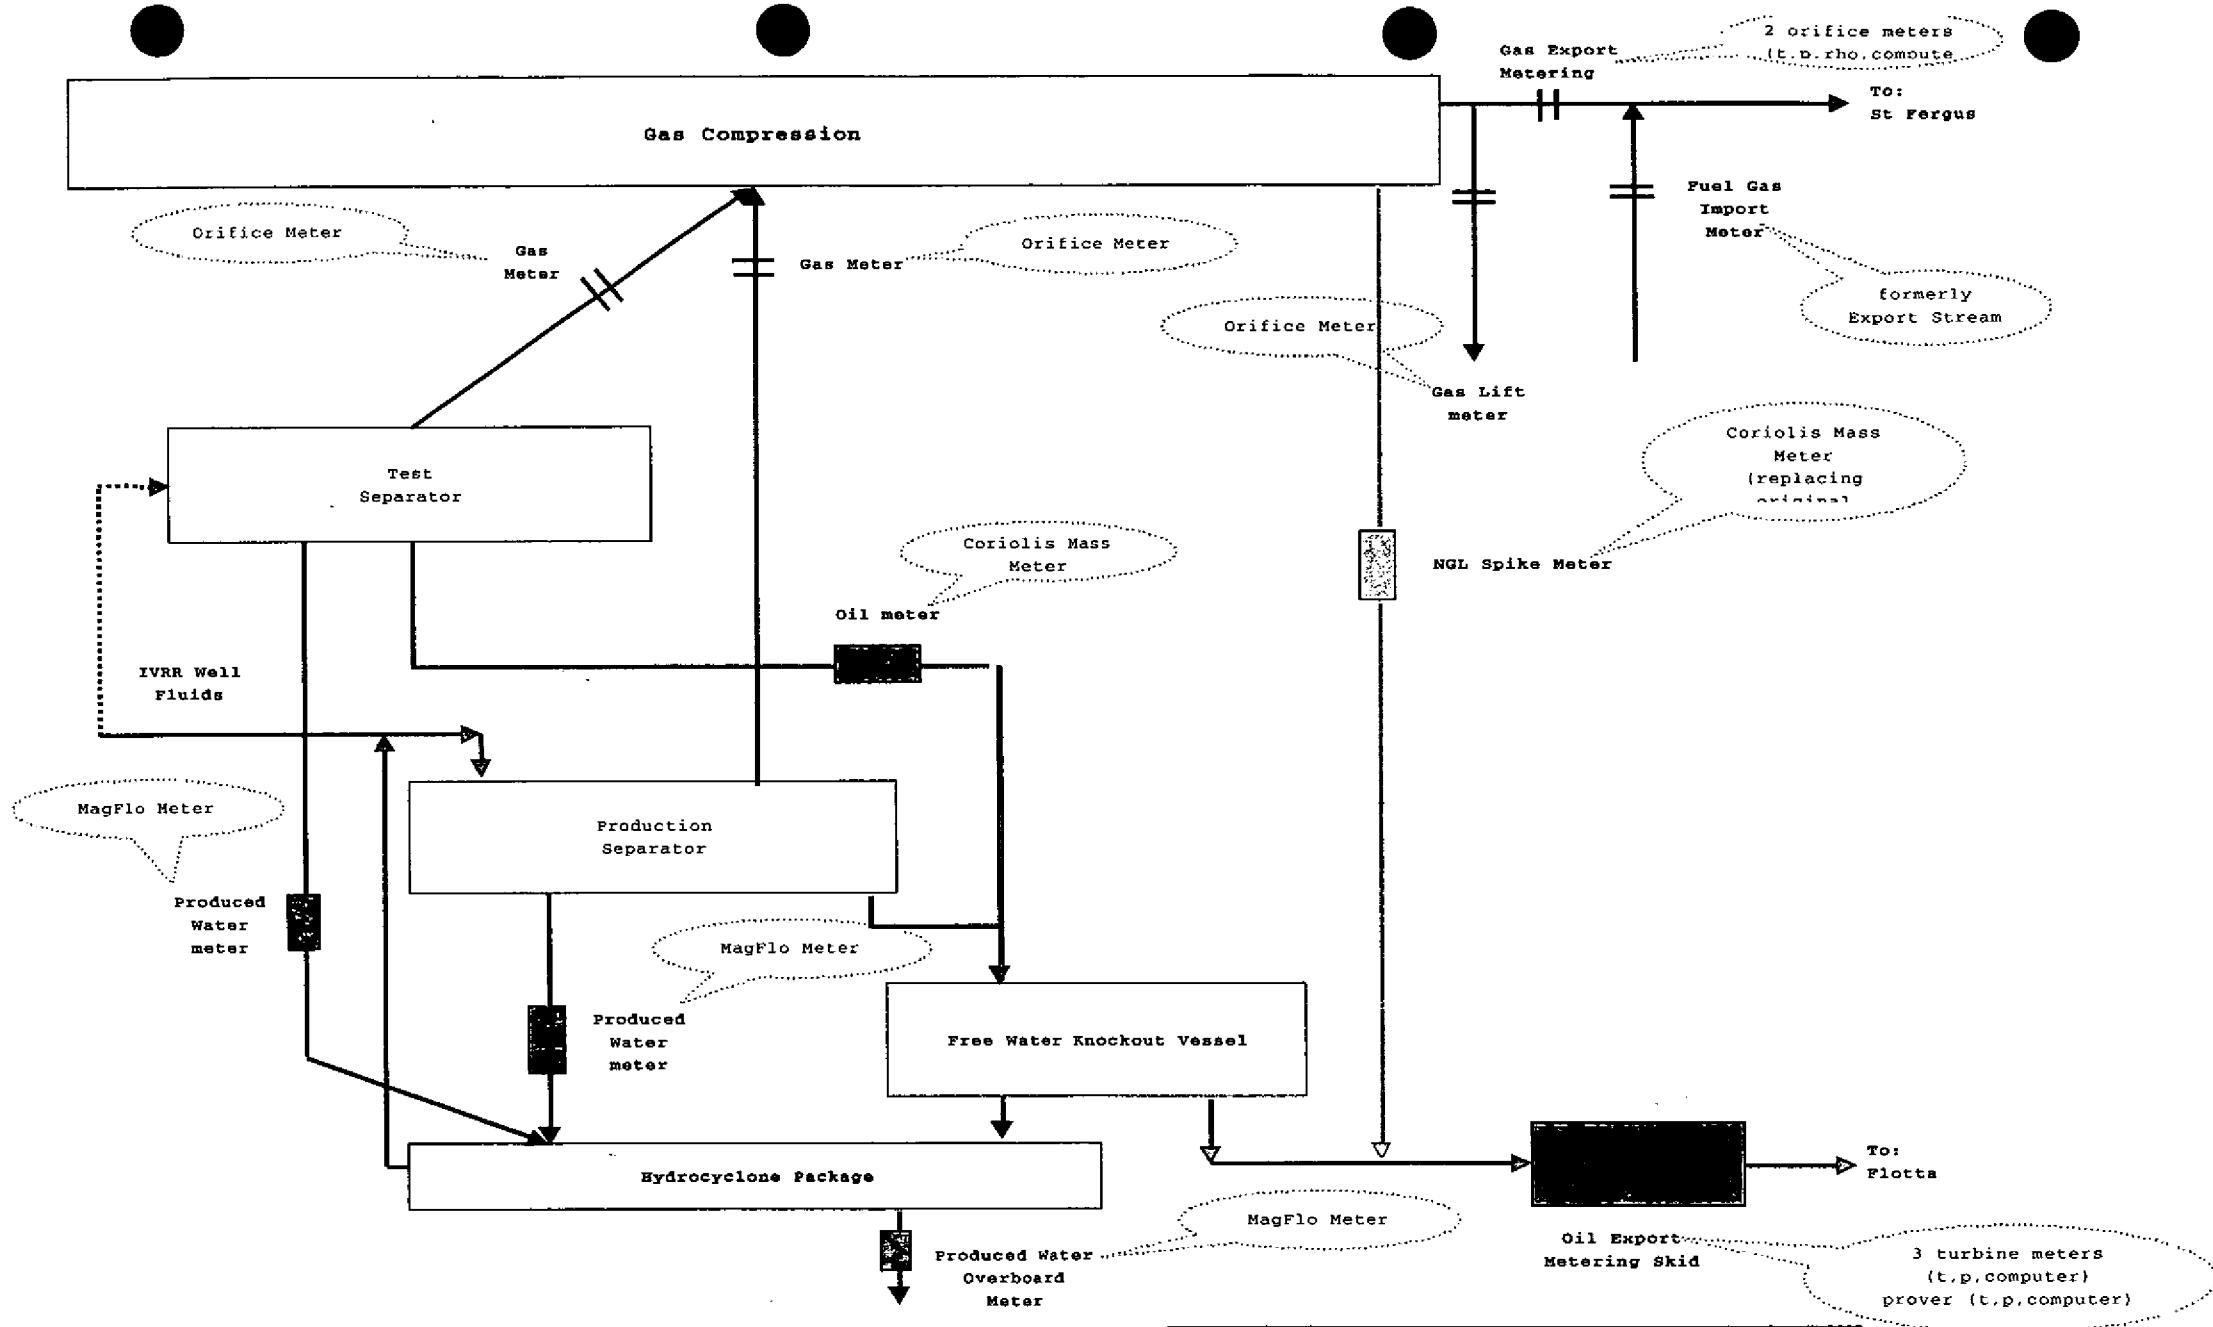 2 orifice meters
(t,p,rho,compute
Gas Export
Metering
To:
St Fergus
Gas Compression
Fuel Gas
Import
Meter
Orifice Meter
Gas
Meter
Gas Meter
Orifice Meter
formerly
Export Stream
Orifice Meter
Gas Lift
meter
Coriolis Mass
Meter
(replacing
original
Test
Separator
Coriolis Mass
Meter
NGL Spike Meter
Oil meter
IVRR Well
Fluids
MagFlo Meter
Production
Separator
Produced
Water
meter
MagFlo Meter
Produced
Water
meter
Free Water Knockout Vessel
Hydrocyclone Package
To:
Flotta
MagFlo Meter
Oil Export
Metering Skid
Produced Water
Overboard
Meter
3 turbine meters
(t,p,computer)
prover (t,p,computer)